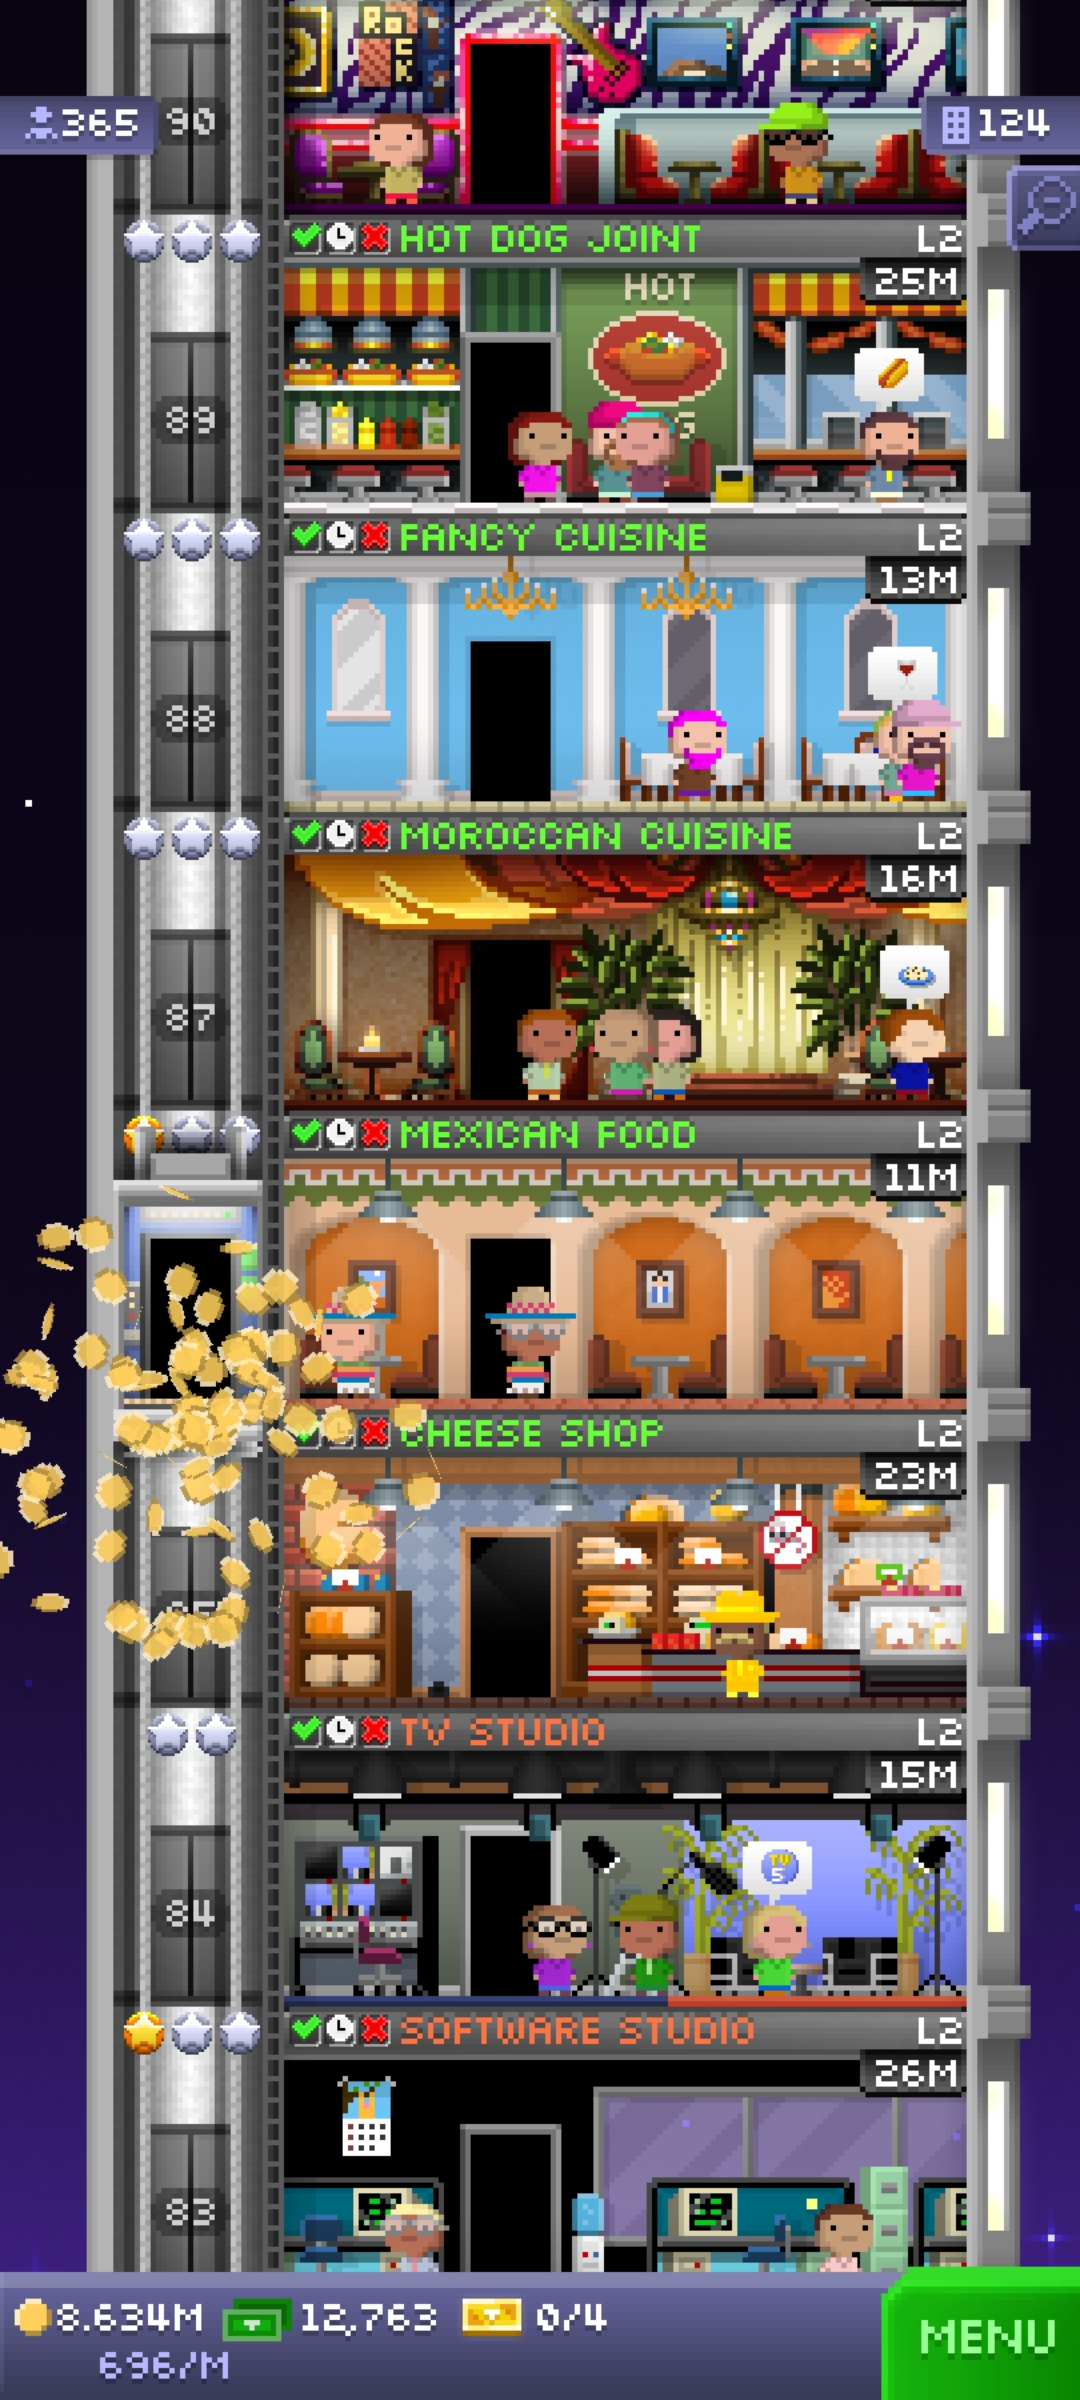 ROCK
90
365
124
HOT DOG JOINT L2
25M
HOT
G
89
FANCY CUISINE L2
13M
88
MOROCCAN CUISINE L2
16M
87
MEXICAN FOOD L2
11M
CHEESE SHOP L2
23M
TV STUDIO L2
15M
TV
5
84
SOFTWARE STUDIO L2
26M
83
8.634M 12,763 0/4
696/M
MENU